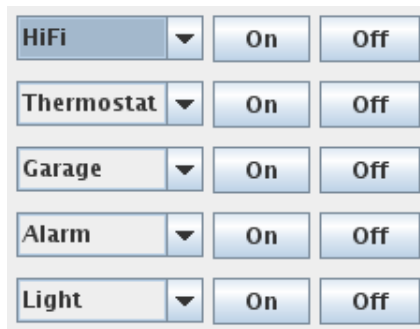 HiFi On Off
Thermostat On Off
Garage On Off
Alarm On Off
Light On Off